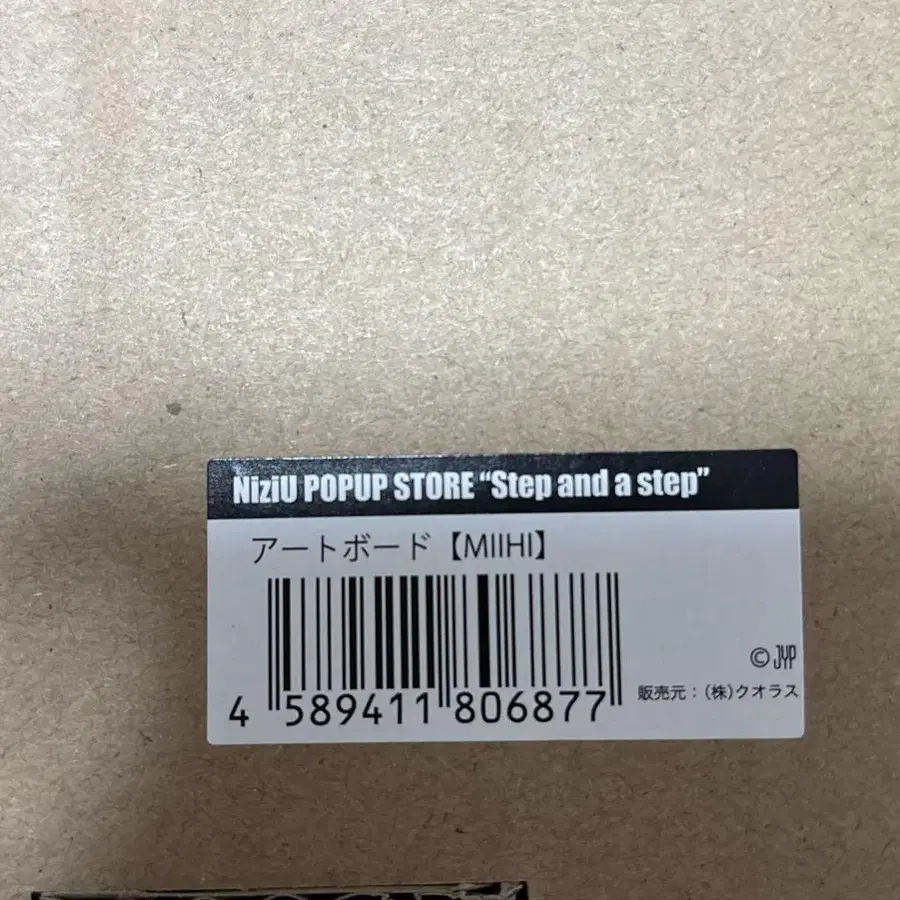 NiziU POPUP STORE “Step and a step”
アートボード【MIIHI】
4 589411 806877
© JYP
販売元：（株）クオラス